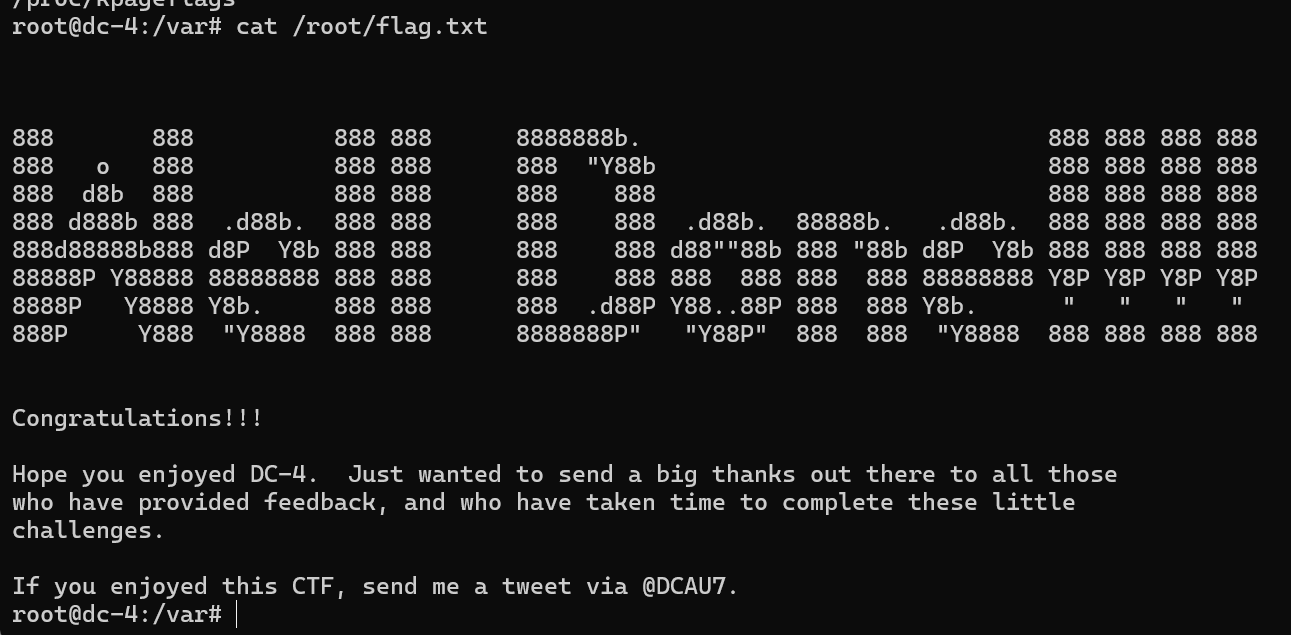 /proc/kpageflags
root@dc-4:/var# cat /root/flag.txt
888       888          888 888      8888888b.                             888 888 888 888
888   o   888          888 888      888  "Y88b                            888 888 888 888
888  d8b  888          888 888      888    888                            888 888 888 888
888 d888b 888  .d88b.  888 888      888    888  .d88b.  88888b.   .d88b.  888 888 888 888
888d88888b888 d8P  Y8b 888 888      888    888 d88""88b 888 "88b d8P  Y8b 888 888 888 888
88888P Y88888 88888888 888 888      888    888 888  888 888  888 88888888 Y8P Y8P Y8P Y8P
8888P   Y8888 Y8b.     888 888      888  .d88P Y88..88P 888  888 Y8b.      "   "   "   "
888P     Y888  "Y8888  888 888      8888888P"   "Y88P"  888  888  "Y8888  888 888 888 888
Congratulations!!!
Hope you enjoyed DC-4.  Just wanted to send a big thanks out there to all those
who have provided feedback, and who have taken time to complete these little
challenges.
If you enjoyed this CTF, send me a tweet via @DCAU7.
root@dc-4:/var#